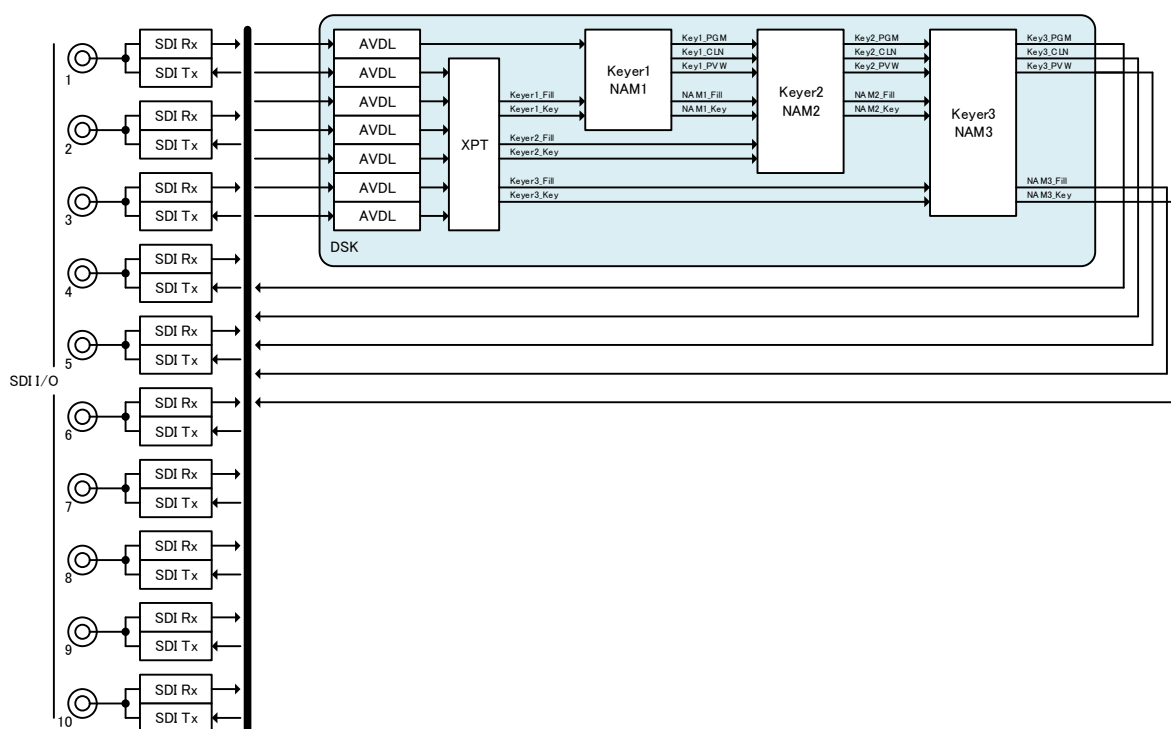 SDI I/O
1
SDI Rx
SDI Tx
2
SDI Rx
SDI Tx
3
SDI Rx
SDI Tx
4
SDI Rx
SDI Tx
5
SDI Rx
SDI Tx
6
SDI Rx
SDI Tx
7
SDI Rx
SDI Tx
8
SDI Rx
SDI Tx
9
SDI Rx
SDI Tx
10
SDI Rx
SDI Tx
AVDL
AVDL
AVDL
AVDL
AVDL
AVDL
AVDL
DSK
XPT
Keyer1_Fill
Keyer1_Key
Keyer2_Fill
Keyer2_Key
Keyer3_Fill
Keyer3_Key
Keyer1
NAM1
Key1_PGM
Key1_CLN
Key1_PVW
NAM1_Fill
NAM1_Key
Keyer2
NAM2
Key2_PGM
Key2_CLN
Key2_PVW
NAM2_Fill
NAM2_Key
Keyer3
NAM3
Key3_PGM
Key3_CLN
Key3_PVW
NAM3_Fill
NAM3_Key